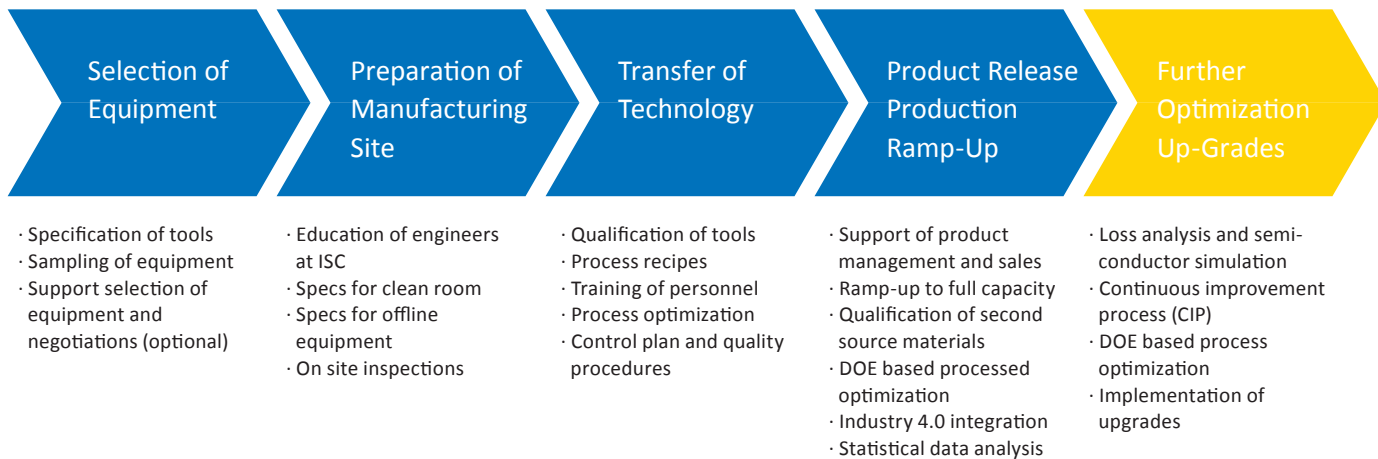 Selection of
Equipment
Preparation of
Manufacturing
Site
Transfer of
Technology
Product Release
Production
Ramp-Up
Further
Optimization
Up-Grades
· Specification of tools
· Sampling of equipment
· Support selection of
equipment and
negotiations (optional)
· Education of engineers
at ISC
· Specs for clean room
· Specs for offline
equipment
· On site inspections
· Qualification of tools
· Process recipes
· Training of personnel
· Process optimization
· Control plan and quality
procedures
· Support of product
management and sales
· Ramp-up to full capacity
· Qualification of second
source materials
· DOE based processed
optimization
· Industry 4.0 integration
· Statistical data analysis
· Loss analysis and semi-
conductor simulation
· Continuous improvement
process (CIP)
· DOE based process
optimization
· Implementation of
upgrades